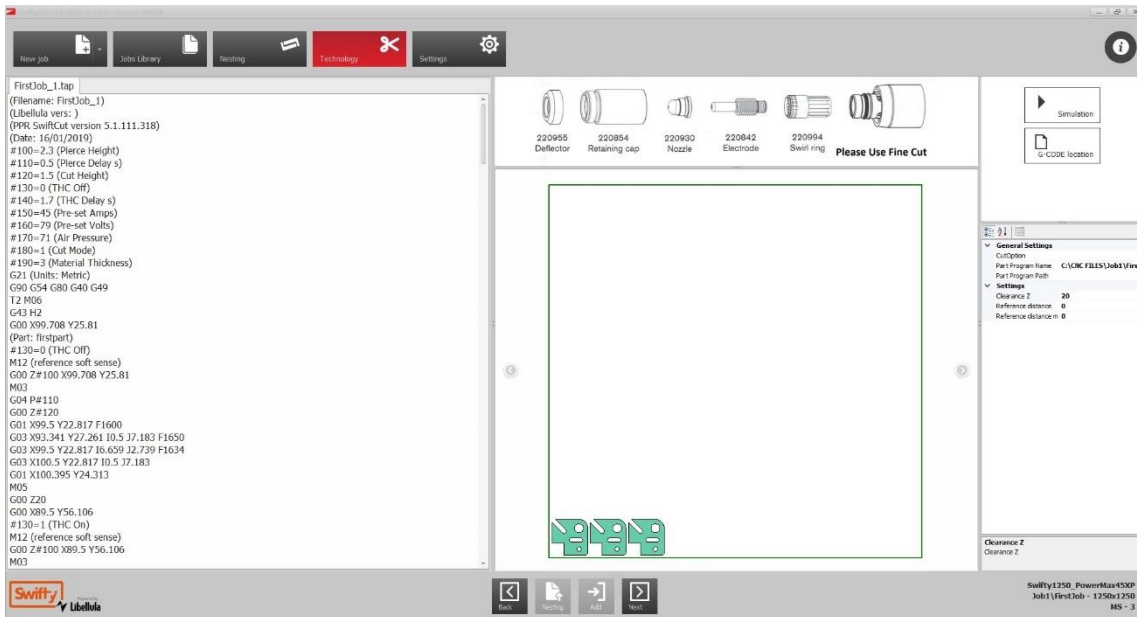 New job
Jobs Library
Nesting
Technology
Settings
FirstJob_1.tap
(Filename: FirstJob_1)
(Libellula vers: )
(PPR SwiftCut version 5.1.111.318)
(Date: 16/01/2019)
#100=2.3 (Pierce Height)
#110=0.5 (Pierce Delay s)
#120=1.5 (Cut Height)
#130=0 (THC Off)
#140=1.7 (THC Delay s)
#150=45 (Pre-set Amps)
#160=79 (Pre-set Volts)
#170=71 (Air Pressure)
#180=1 (Cut Mode)
#190=3 (Material Thickness)
G21 (Units: Metric)
G90 G54 G80 G40 G49
T2 M06
G43 H2
G00 X99.708 Y25.81
(Part: firstpart)
#130=0 (THC Off)
M12 (reference soft sense)
G00 Z#100 X99.708 Y25.81
M03
G04 P#110
G00 Z#120
G01 X99.5 Y22.817 F1600
G03 X93.341 Y27.261 I0.5 J7.183 F1650
G03 X99.5 Y22.817 I6.659 J2.739 F1634
G03 X100.5 Y22.817 I0.5 J7.183
G01 X100.395 Y24.313
M05
G00 Z20
G00 X89.5 Y56.106
#130=1 (THC On)
M12 (reference soft sense)
G00 Z#100 X89.5 Y56.106
M03
220955
Deflector
220854
Retaining cap
220930
Nozzle
220842
Electrode
220994
Swirl ring
Please Use Fine Cut
Simulation
G-CODE location
General Settings
CutOption
Part Program Name C:\CNC FILES\Job1\Firs
Part Program Path
Settings
Clearance Z 20
Reference distance 0
Reference distance m 0
Clearance Z
Clearance Z
Swifty
Powered by
Libellula
Back
Nesting
Add
Next
Swifty1250_PowerMax45XP
Job1\FirstJob - 1250x1250
MS - 3